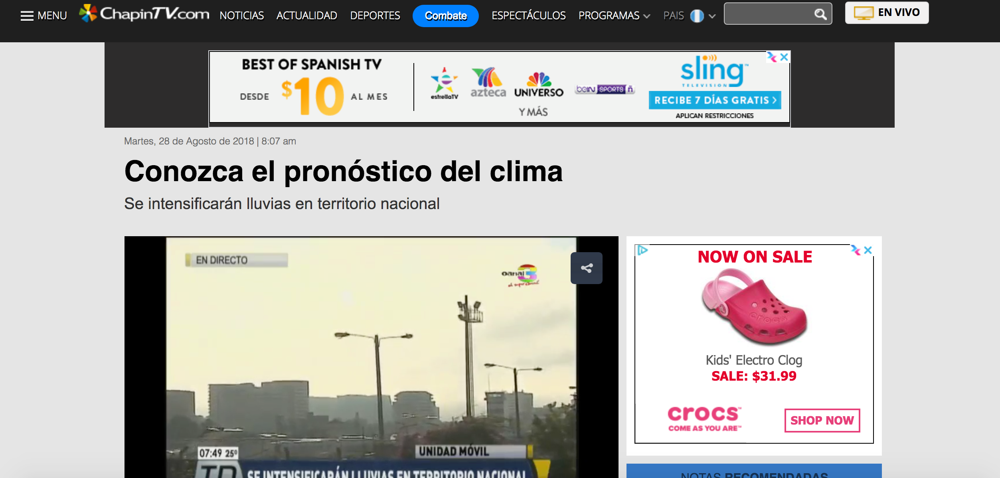 MENU
ChapinTV.com
NOTICIAS
ACTUALIDAD
DEPORTES
Combate
ESPECTÁCULOS
PROGRAMAS
PAIS
EN VIVO
BEST OF SPANISH TV
DESDE $10 AL MES
estrellaTV
azteca
UNIVERSO
beIN SPORTS ñ
Y MÁS
sling
TELEVISION
RECIBE 7 DÍAS GRATIS
APLICAN RESTRICCIONES
Martes, 28 de Agosto de 2018 | 8:07 am
Conozca el pronóstico del clima
Se intensificarán lluvias en territorio nacional
EN DIRECTO
canal 3
el super canal
07:49 25º
UNIDAD MÓVIL
SE INTENSIFICARÁN LLUVIAS EN TERRITORIO NACIONAL
NOW ON SALE
crocs
Kids' Electro Clog
SALE: $31.99
crocs™
COME AS YOU ARE™
SHOP NOW
NOTAS RECOMENDADAS